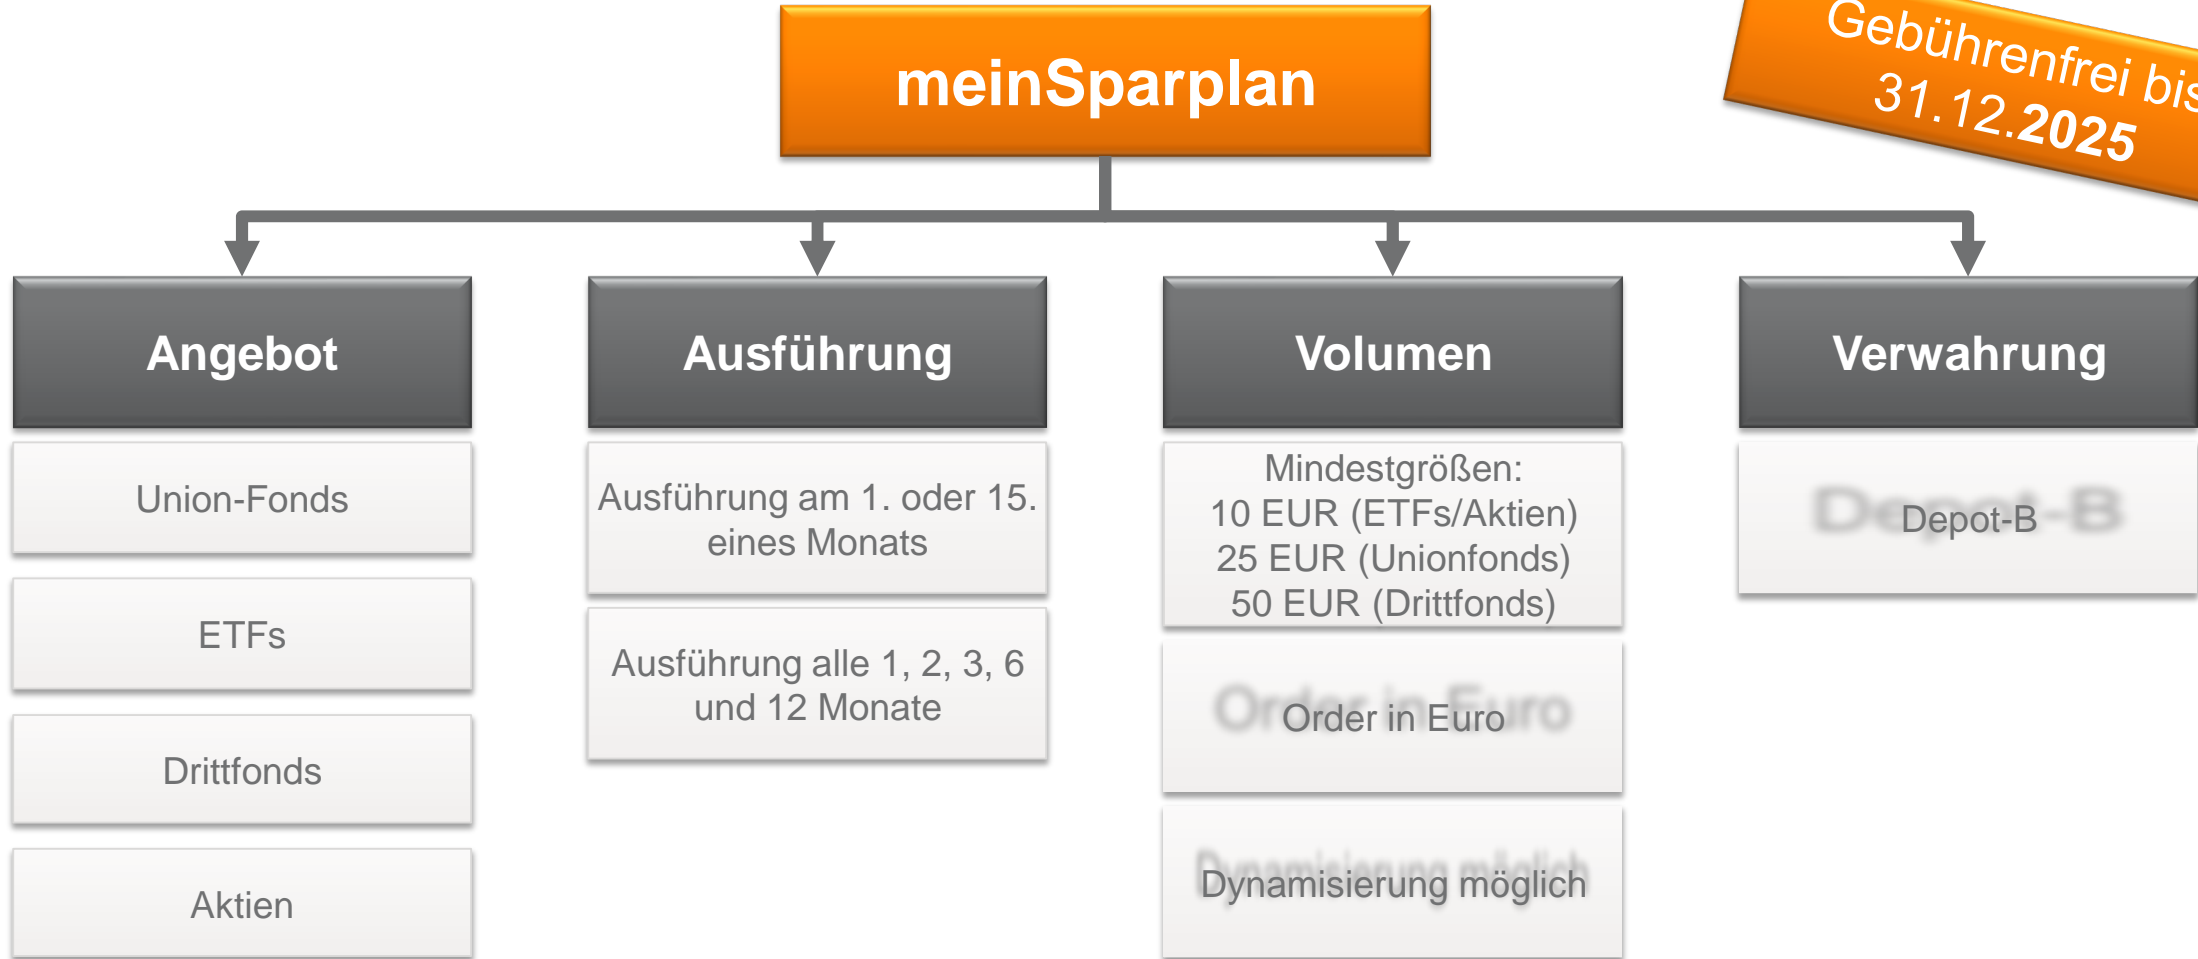 meinSparplan
Gebührenfrei bis
31.12.2025
Angebot
Union-Fonds
ETFs
Drittfonds
Aktien
Ausführung
Ausführung am 1. oder 15.
eines Monats
Ausführung alle 1, 2, 3, 6
und 12 Monate
Volumen
Mindestgrößen:
10 EUR (ETFs/Aktien)
25 EUR (Unionfonds)
50 EUR (Drittfonds)
Order in Euro
Dynamisierung möglich
Verwahrung
Depot-B